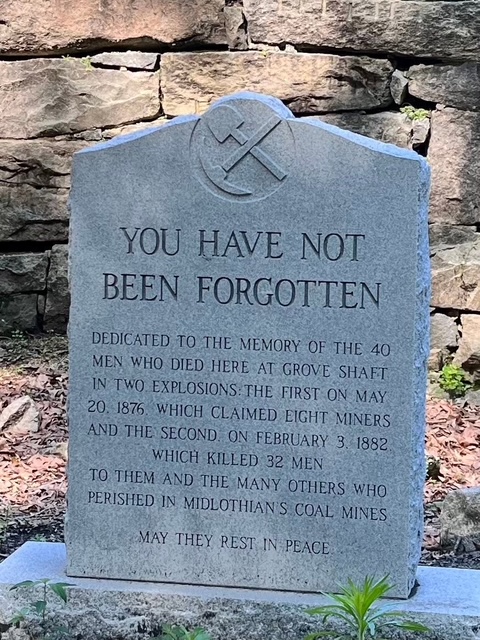 YOU HAVE NOT
BEEN FORGOTTEN
DEDICATED TO THE MEMORY OF THE 40
MEN WHO DIED HERE AT GROVE SHAFT
IN TWO EXPLOSIONS: THE FIRST ON MAY
20, 1876, WHICH CLAIMED EIGHT MINERS
AND THE SECOND, ON FEBRUARY 3, 1882,
WHICH KILLED 32 MEN
TO THEM AND THE MANY OTHERS WHO
PERISHED IN MIDLOTHIAN'S COAL MINES
MAY THEY REST IN PEACE